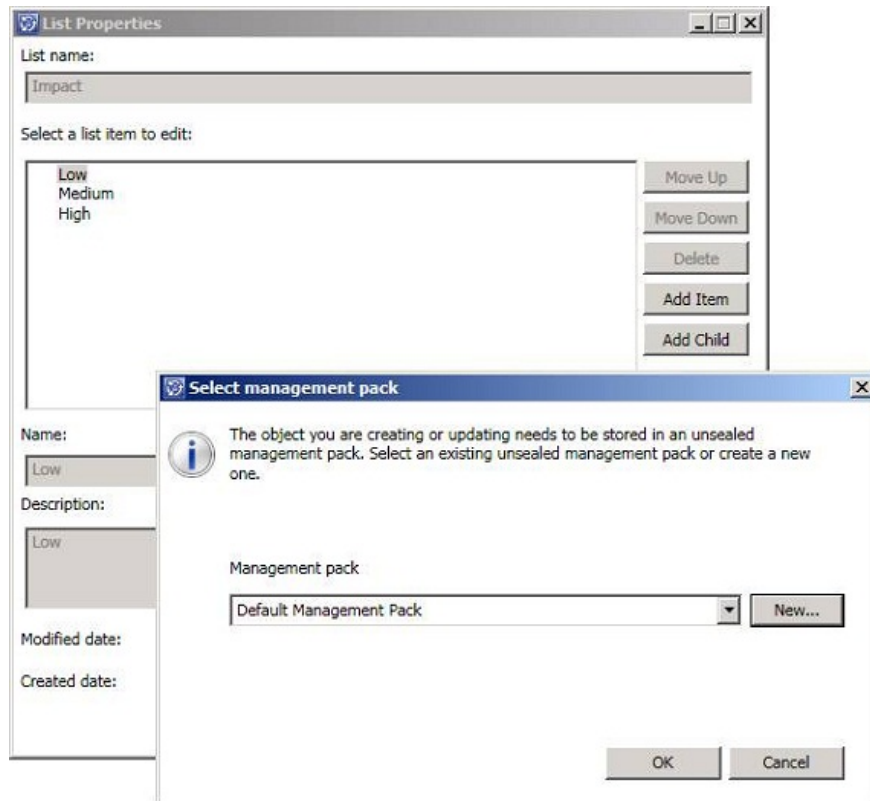 List Properties
List name:
Impact
Select a list item to edit:
Low
Medium
High
Move Up
Move Down
Delete
Add Item
Add Child
Name:
Low
Description:
Low
Modified date:
Created date:
Select management pack
The object you are creating or updating needs to be stored in an unsealed
management pack. Select an existing unsealed management pack or create a new
one.
Management pack
Default Management Pack
New...
OK
Cancel